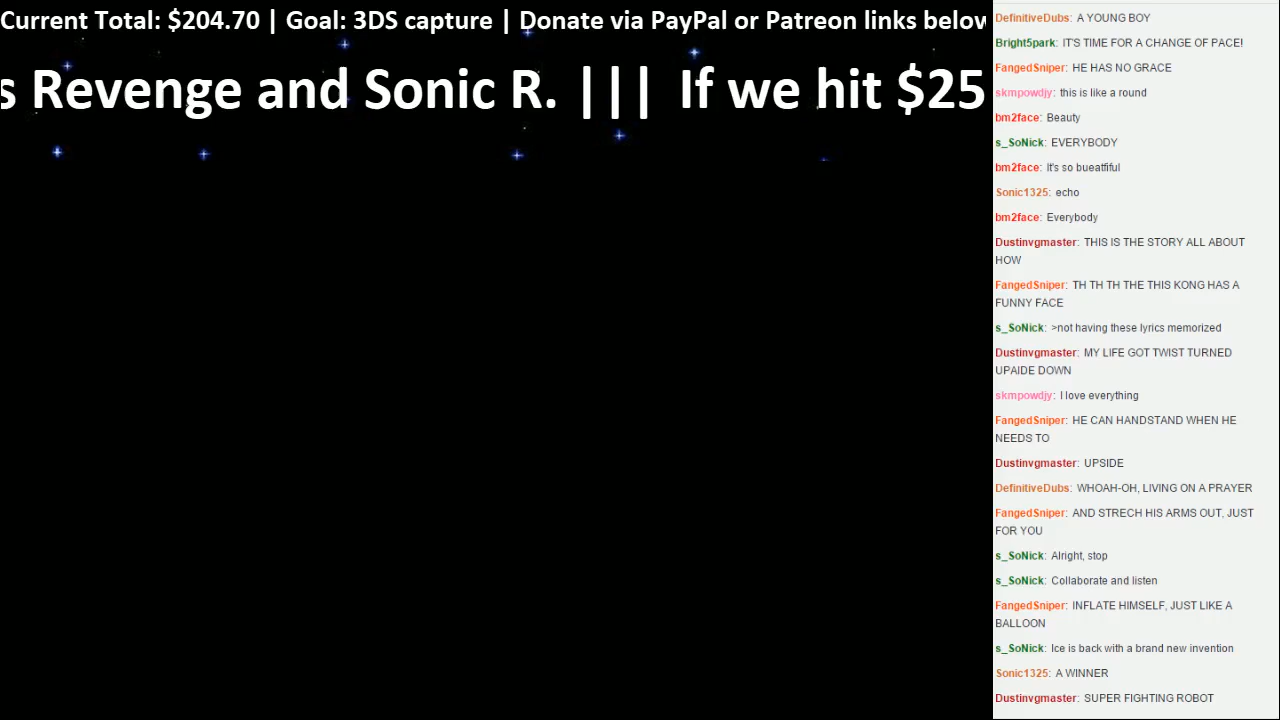 Current Total: $204.70 | Goal: 3DS capture | Donate via PayPal or Patreon links below
s Revenge and Sonic R. ||| If we hit $25
DefinitiveDubs: A YOUNG BOY
Bright5park: IT'S TIME FOR A CHANGE OF PACE!
FangedSniper: HE HAS NO GRACE
skmpowdjy: this is like a round
bm2face: Beauty
s_SoNick: EVERYBODY
bm2face: It's so bueatfiful
Sonic1325: echo
bm2face: Everybody
Dustinvgmaster: THIS IS THE STORY ALL ABOUT
HOW
FangedSniper: TH TH TH THE THIS KONG HAS A
FUNNY FACE
s_SoNick: >not having these lyrics memorized
Dustinvgmaster: MY LIFE GOT TWIST TURNED
UPAIDE DOWN
skmpowdjy: I love everything
FangedSniper: HE CAN HANDSTAND WHEN HE
NEEDS TO
Dustinvgmaster: UPSIDE
DefinitiveDubs: WHOAH-OH, LIVING ON A PRAYER
FangedSniper: AND STRECH HIS ARMS OUT, JUST
FOR YOU
s_SoNick: Alright, stop
s_SoNick: Collaborate and listen
FangedSniper: INFLATE HIMSELF, JUST LIKE A
BALLOON
s_SoNick: Ice is back with a brand new invention
Sonic1325: A WINNER
Dustinvgmaster: SUPER FIGHTING ROBOT